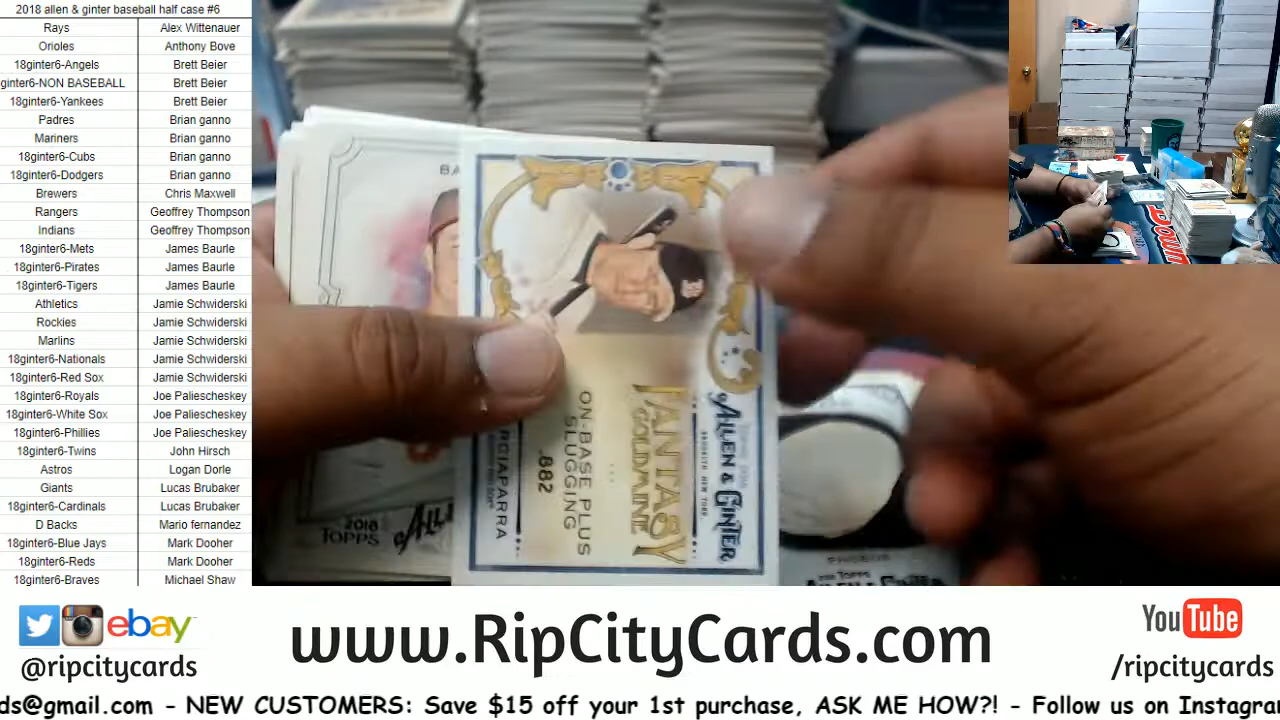 2018 allen & ginter baseball half case #6
Rays Alex Wittenauer
Orioles Anthony Bove
18ginter6-Angels Brett Beier
ginter6-NON BASEBALL Brett Beier
18ginter6-Yankees Brett Beier
Padres Brian ganno
Mariners Brian ganno
18ginter6-Cubs Brian ganno
18ginter6-Dodgers Brian ganno
Brewers Chris Maxwell
Rangers Geoffrey Thompson
Indians Geoffrey Thompson
18ginter6-Mets James Baurle
18ginter6-Pirates James Baurle
18ginter6-Tigers James Baurle
Athletics Jamie Schwiderski
Rockies Jamie Schwiderski
Marlins Jamie Schwiderski
18ginter6-Nationals Jamie Schwiderski
18ginter6-Red Sox Jamie Schwiderski
18ginter6-Royals Joe Paliescheskey
18ginter6-White Sox Joe Paliescheskey
18ginter6-Phillies Joe Paliescheskey
18ginter6-Twins John Hirsch
Astros Logan Dorle
Giants Lucas Brubaker
18ginter6-Cardinals Lucas Brubaker
D Backs Mario fernandez
18ginter6-Blue Jays Mark Dooher
18ginter6-Reds Mark Dooher
18ginter6-Braves Michael Shaw
BA
ALLEN & GINTER
BROOKLYN NEW YORK.
FANTASY
GOLDMINE
ON-BASE PLUS
SLUGGING
.882
RCIAPARRA
2018
TOPPS
ALL
ebay
@ripcitycards
www.RipCityCards.com
YouTube
/ripcitycards
ds@gmail.com - NEW CUSTOMERS: Save $15 off your 1st purchase, ASK ME HOW?! - Follow us on Instagra